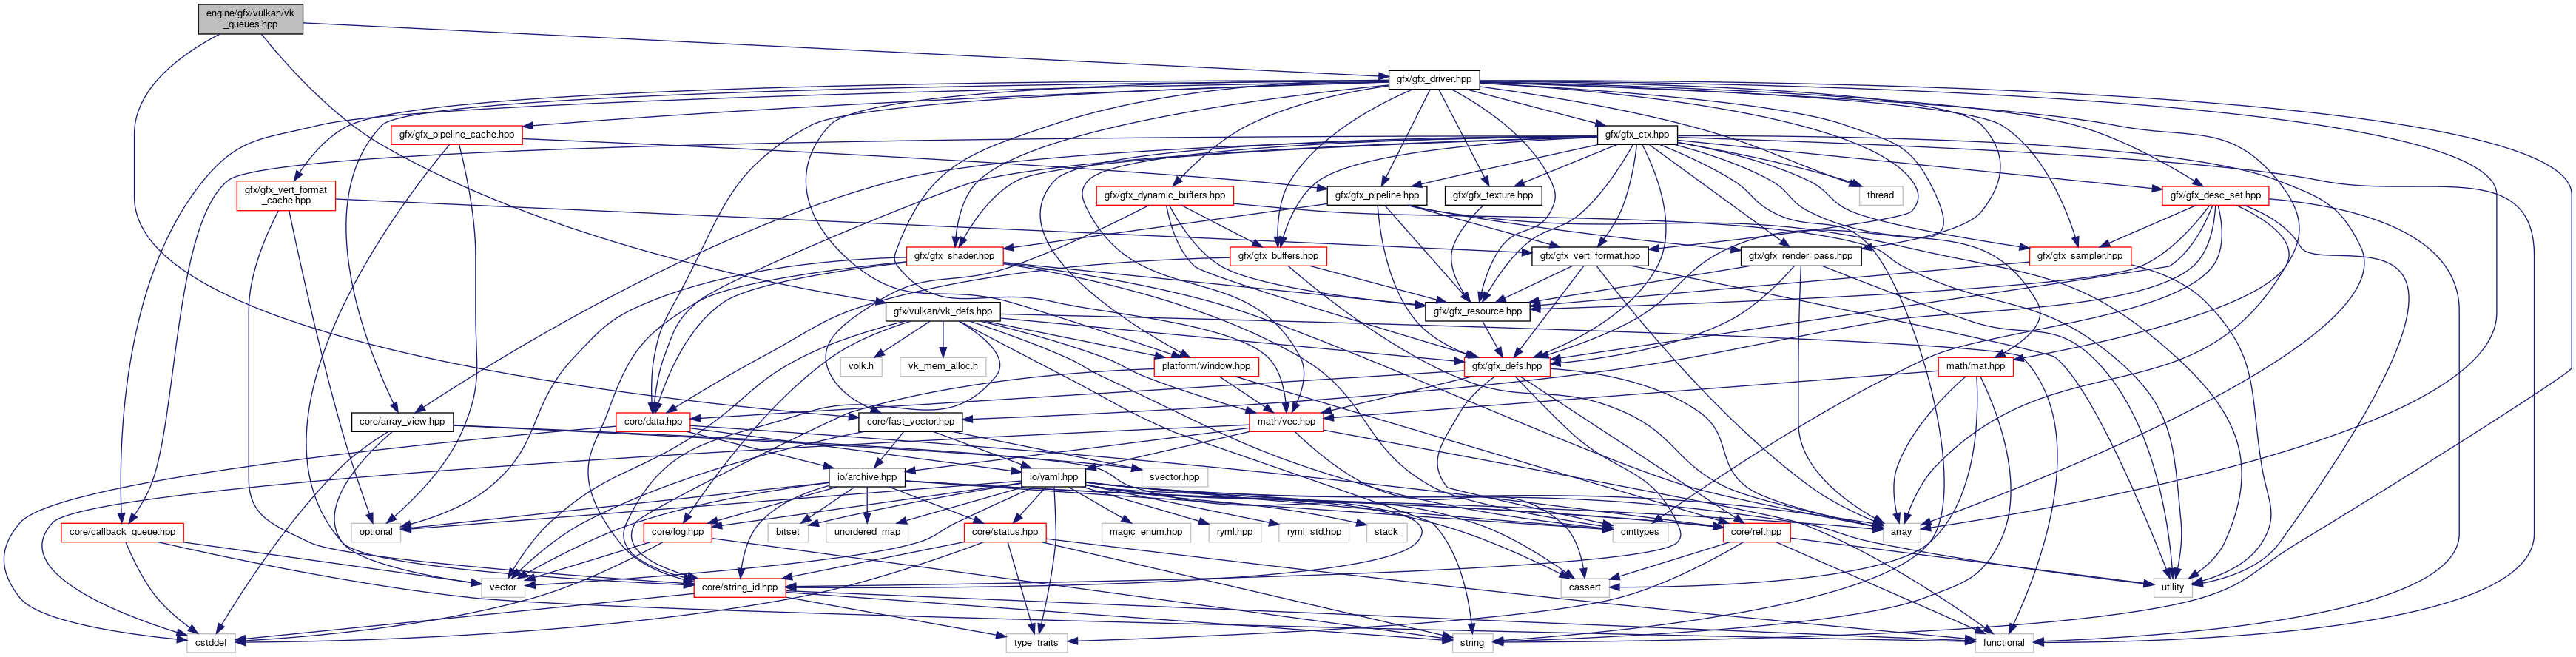 engine/gfx/vulkan/vk
_queues.hpp
gfx/gfx_driver.hpp
gfx/gfx_pipeline_cache.hpp
gfx/gfx_ctx.hpp
gfx/gfx_vert_format
_cache.hpp
gfx/gfx_dynamic_buffers.hpp
gfx/gfx_pipeline.hpp
gfx/gfx_texture.hpp
thread
gfx/gfx_desc_set.hpp
gfx/gfx_shader.hpp
gfx/gfx_buffers.hpp
gfx/gfx_vert_format.hpp
gfx/gfx_render_pass.hpp
gfx/gfx_sampler.hpp
gfx/vulkan/vk_defs.hpp
gfx/gfx_resource.hpp
volk.h
vk_mem_alloc.h
platform/window.hpp
gfx/gfx_defs.hpp
math/mat.hpp
core/array_view.hpp
core/data.hpp
core/fast_vector.hpp
math/vec.hpp
io/archive.hpp
io/yaml.hpp
svector.hpp
core/callback_queue.hpp
optional
core/log.hpp
bitset
unordered_map
core/status.hpp
magic_enum.hpp
ryml.hpp
ryml_std.hpp
stack
cinttypes
core/ref.hpp
array
vector
core/string_id.hpp
cassert
utility
cstddef
type_traits
string
functional